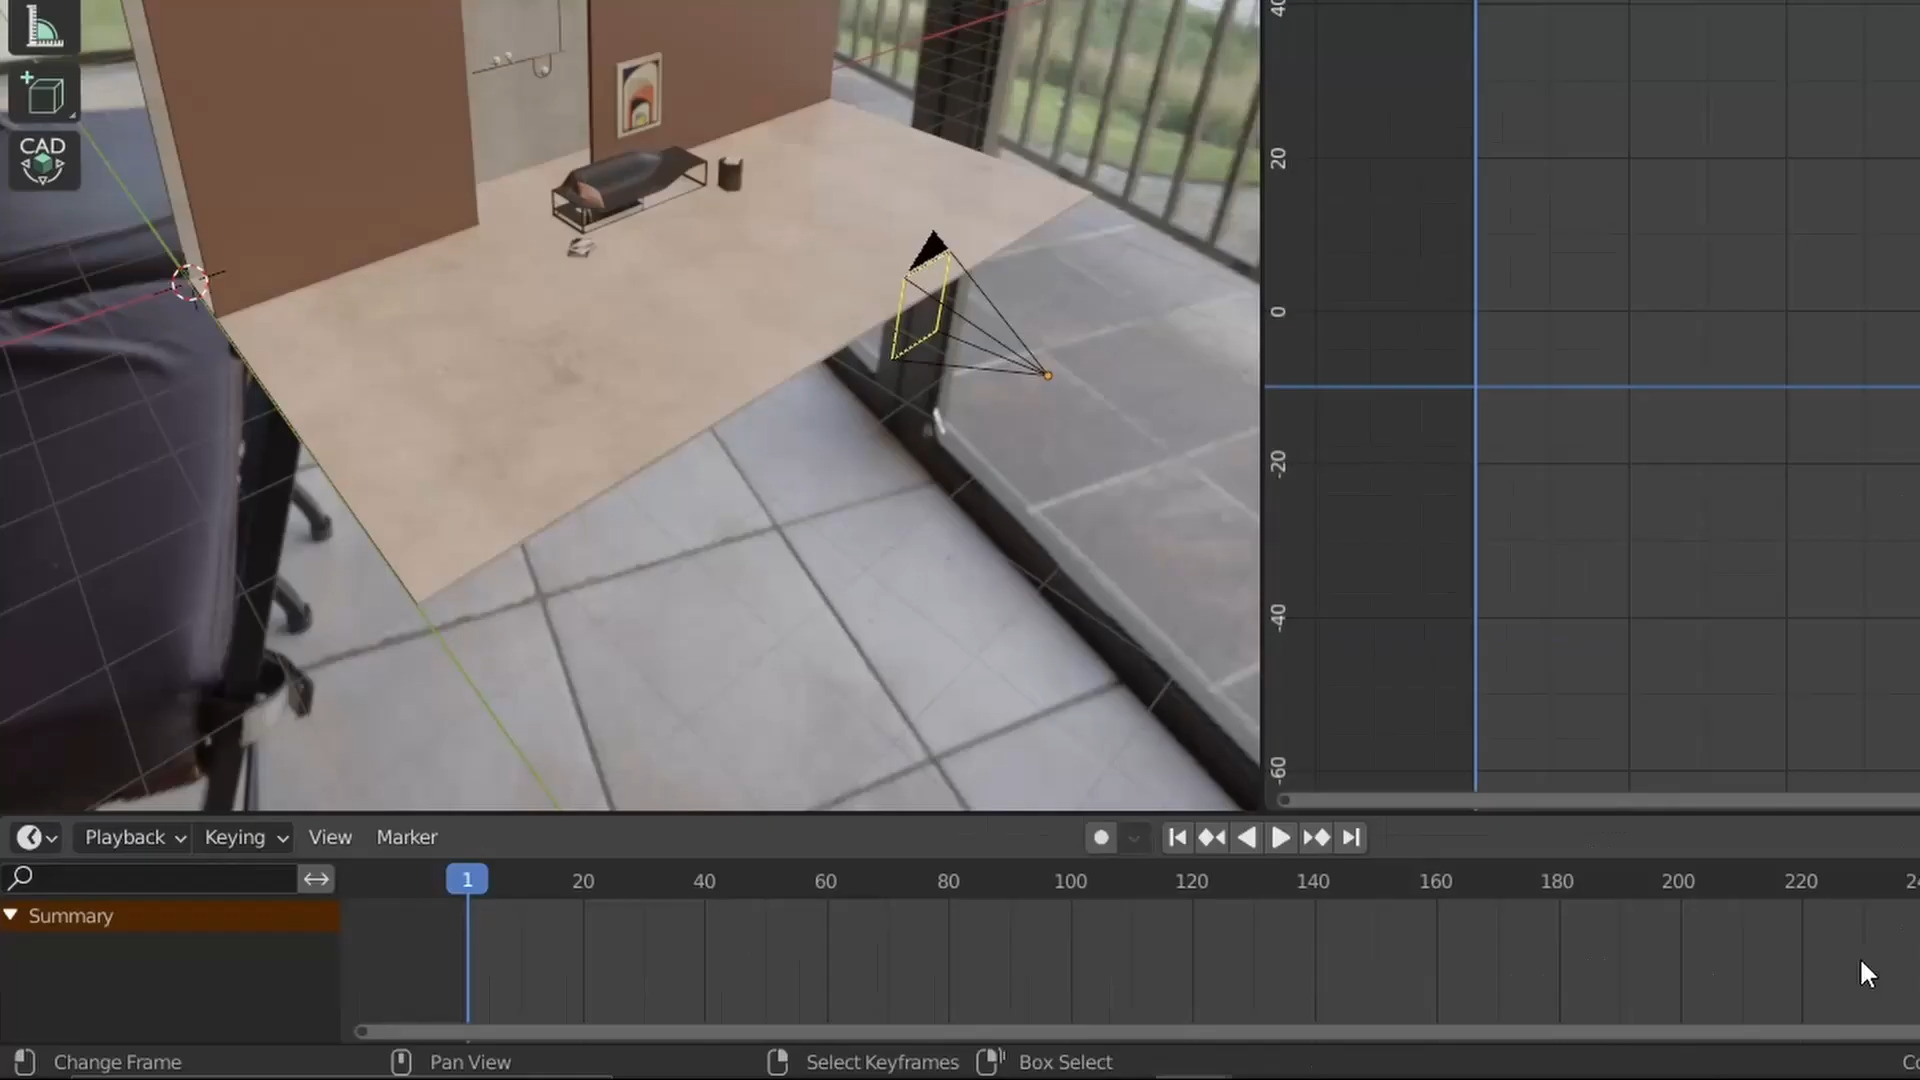 CAD
40
20
0
-20
-40
-60
Playback Keying View Marker
1 20 40 60 80 100 120 140 160 180 200 220
Summary
Change Frame Pan View Select Keyframes Box Select